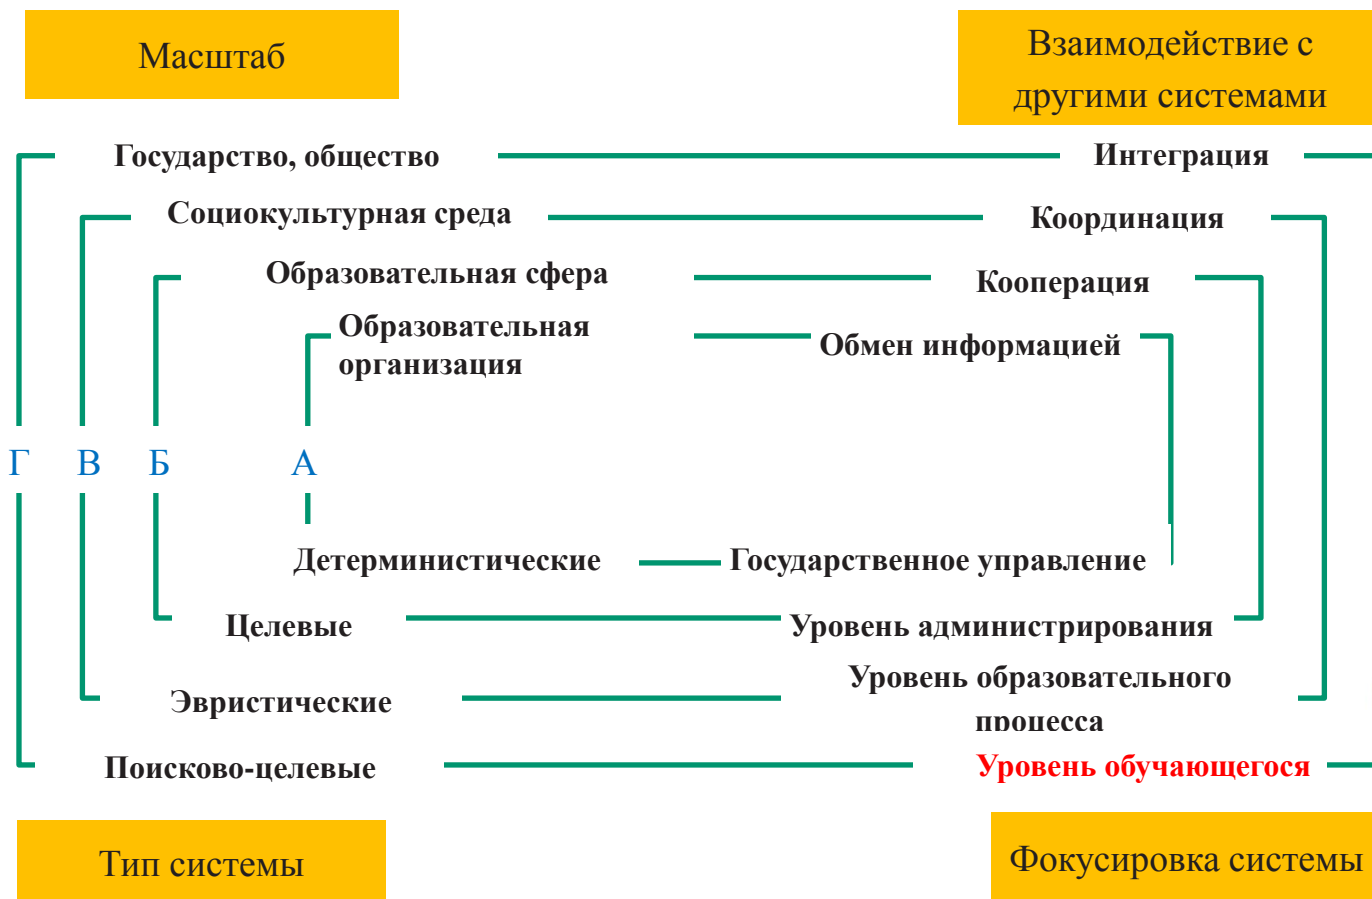 Масштаб
Взаимодействие с
другими системами
Государство, общество
Интеграция
Социокультурная среда
Координация
Образовательная сфера
Кооперация
Образовательная
организация
Обмен информацией
Г
В
Б
А
Детерминистические
Государственное управление
Целевые
Уровень администрирования
Эвристические
Уровень образовательного
процесса
Поисково-целевые
Уровень обучающегося
Тип системы
Фокусировка системы